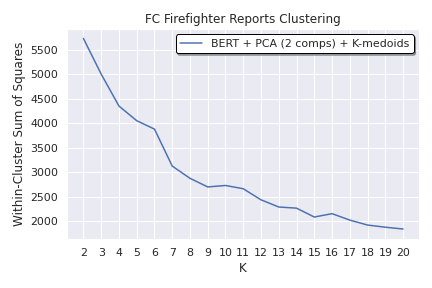 FC Firefighter Reports Clustering
BERT + PCA (2 comps) + K-medoids
Within-Cluster Sum of Squares
5500
5000
4500
4000
3500
3000
2500
2000
2 3 4 5 6 7 8 9 10 11 12 13 14 15 16 17 18 19 20
K